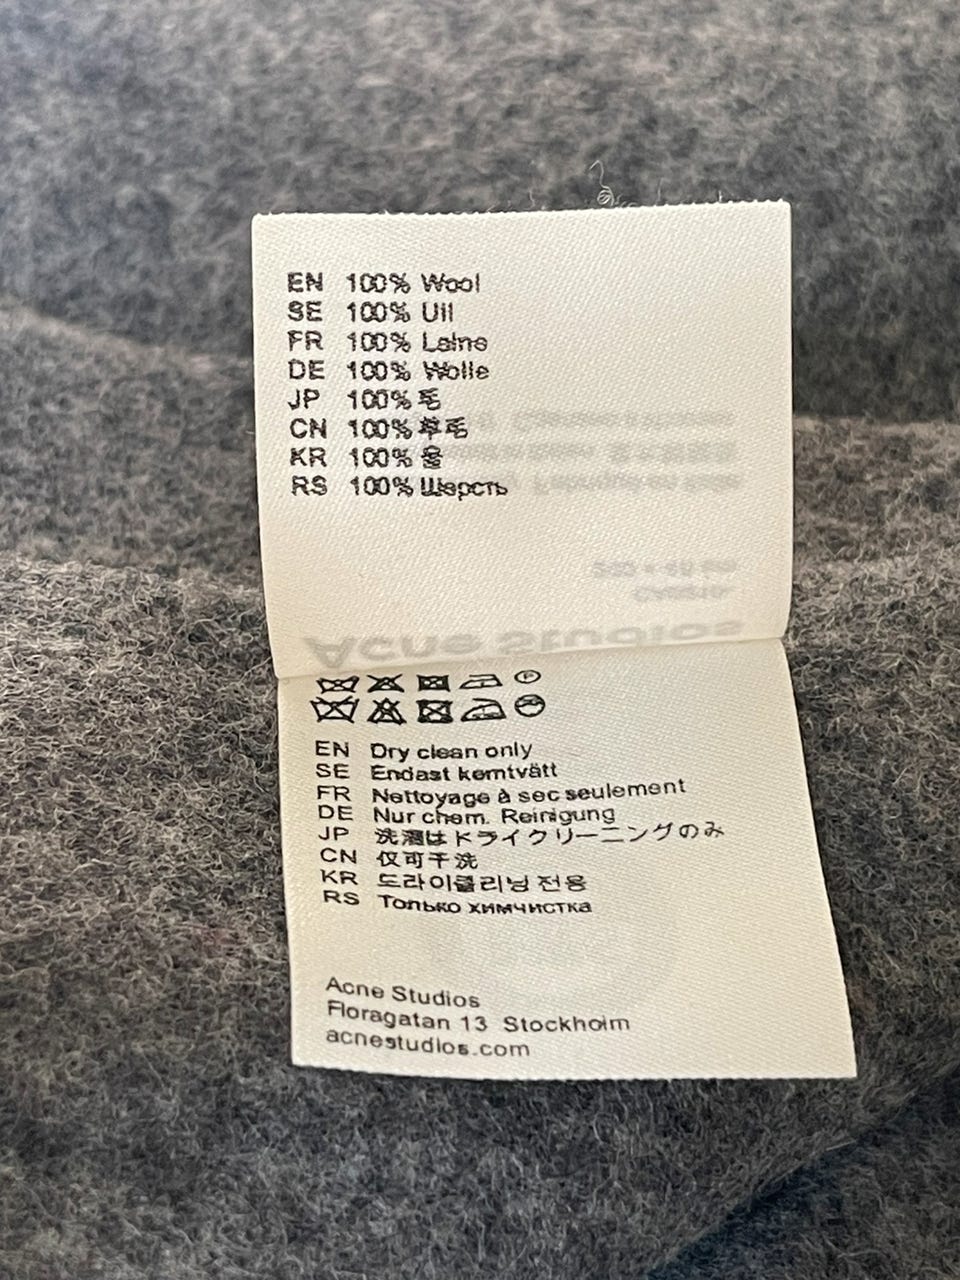 EN 100% Wool
SE 100% Ull
FR 100% Laine
DE 100% Wolle
JP 100% 毛
CN 100% 羊毛
KR 100% 울
RS 100% Шерсть
Acne Studios
EN Dry clean only
SE Endast kemtvätt
FR Nettoyage à sec seulement
DE Nur chem. Reinigung
JP 洗濯はドライクリーニングのみ
CN 仅可干洗
KR 드라이클리닝 전용
RS Только химчистка
Acne Studios
Floragatan 13 Stockholm
acnestudios.com